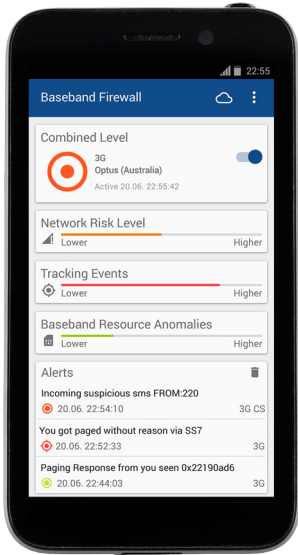 22:55
Baseband Firewall
Combined Level
3G
Optus (Australia)
Active 20.06. 22:55:42
Network Risk Level
Lower Higher
Tracking Events
Lower Higher
Baseband Resource Anomalies
Lower Higher
Alerts
Incoming suspicious sms FROM:220
20.06. 22:54:10 3G CS
You got paged without reason via SS7
20.06. 22:52:33 3G
Paging Response from you seen 0x22190ad6
20.06. 22:44:03 3G